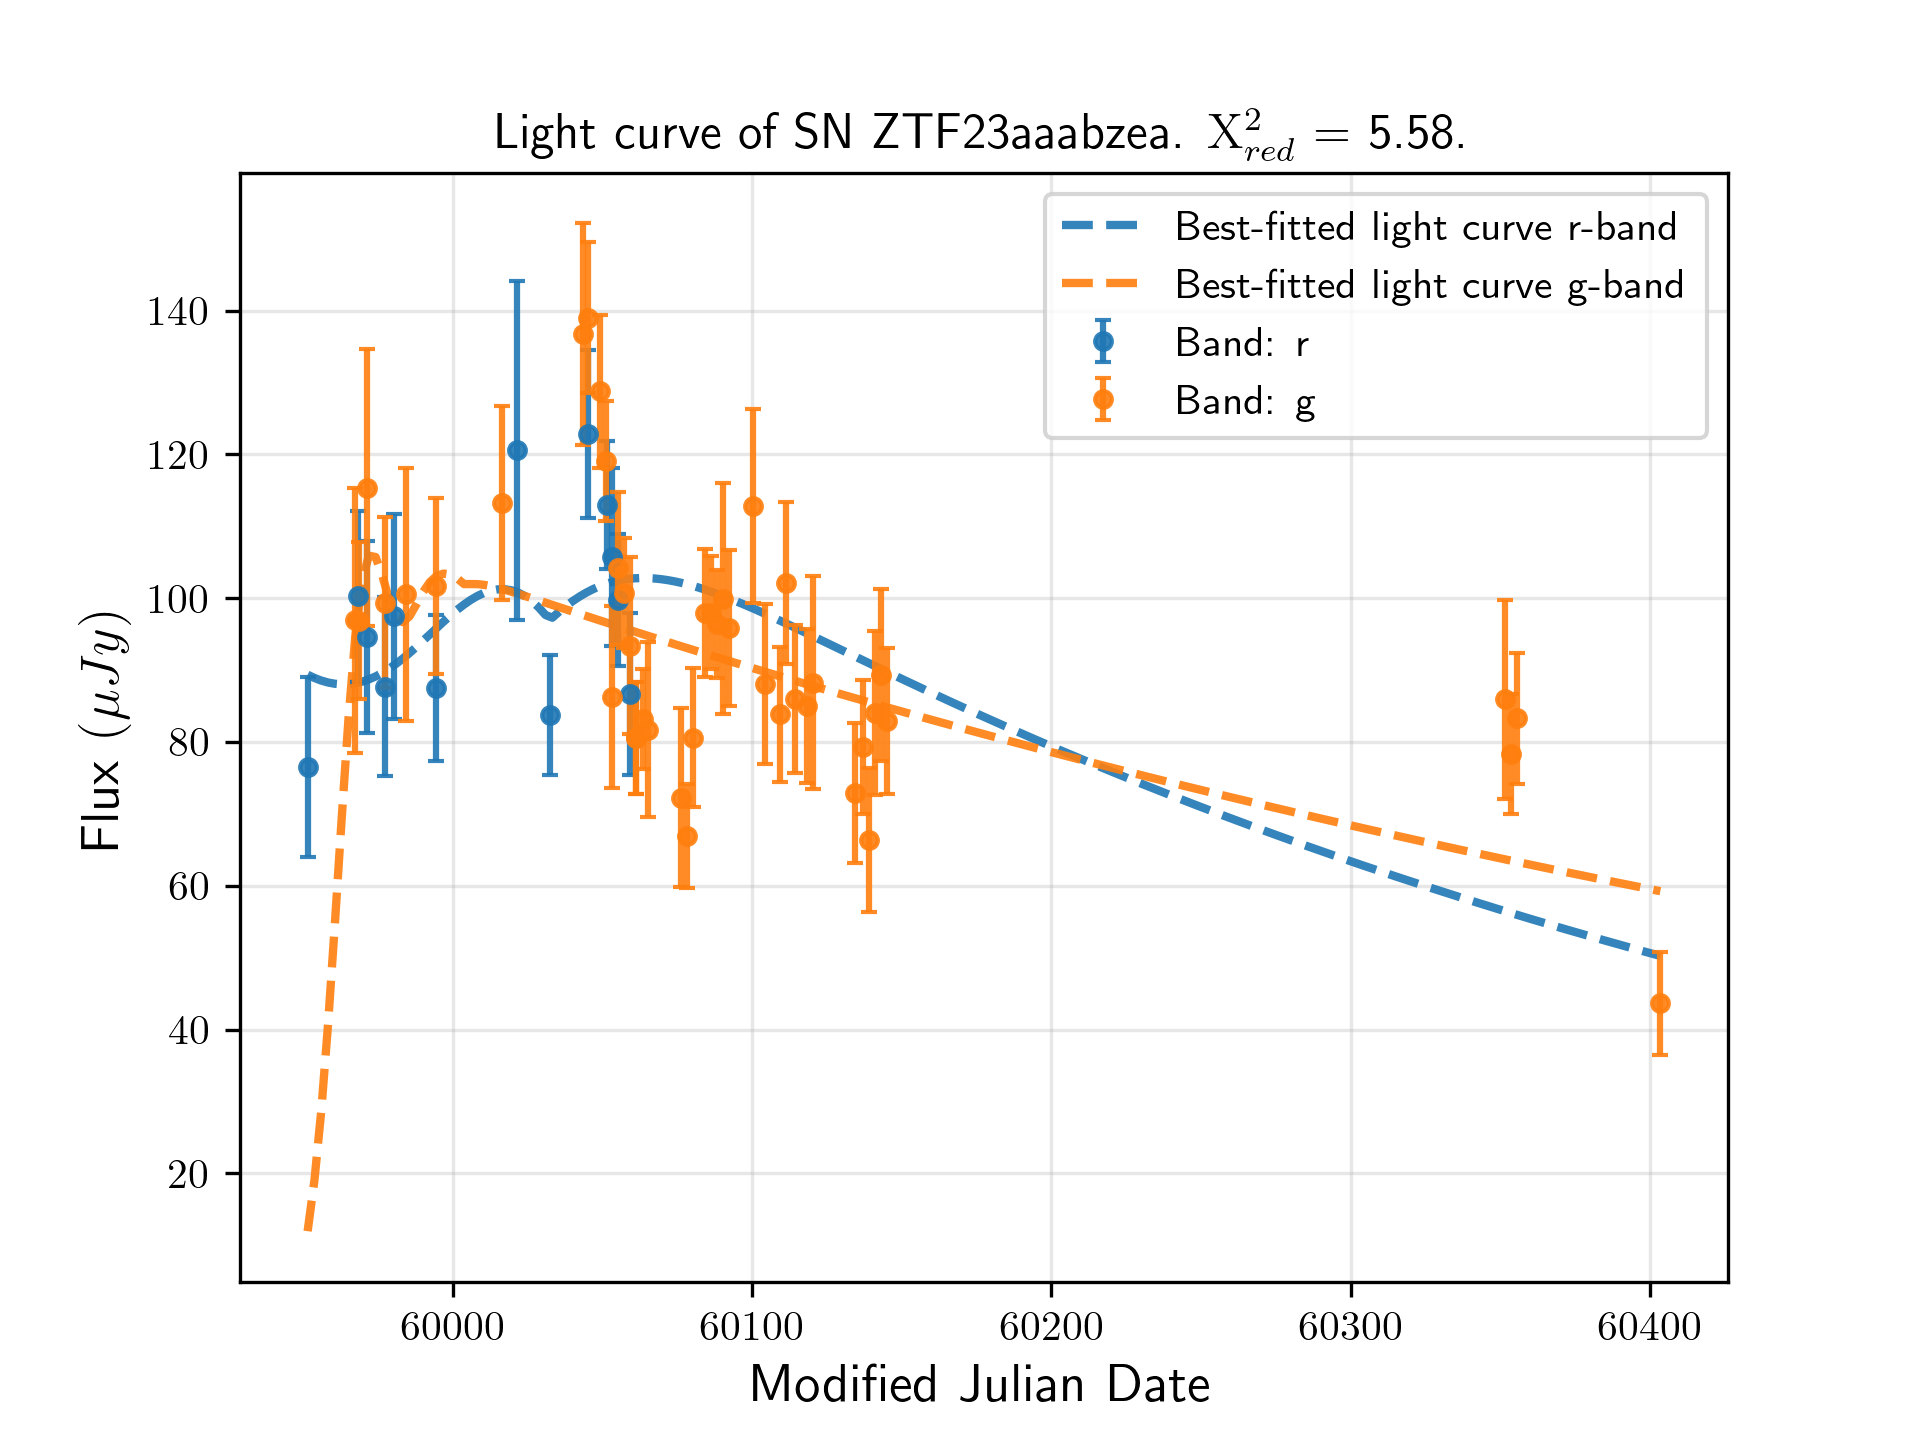 Light curve of SN ZTF23aaabzea. X²_red = 5.58.
Best-fitted light curve r-band
Best-fitted light curve g-band
Band: r
Band: g
Flux (μJy)
140
120
100
80
60
40
20
60000 60100 60200 60300 60400
Modified Julian Date